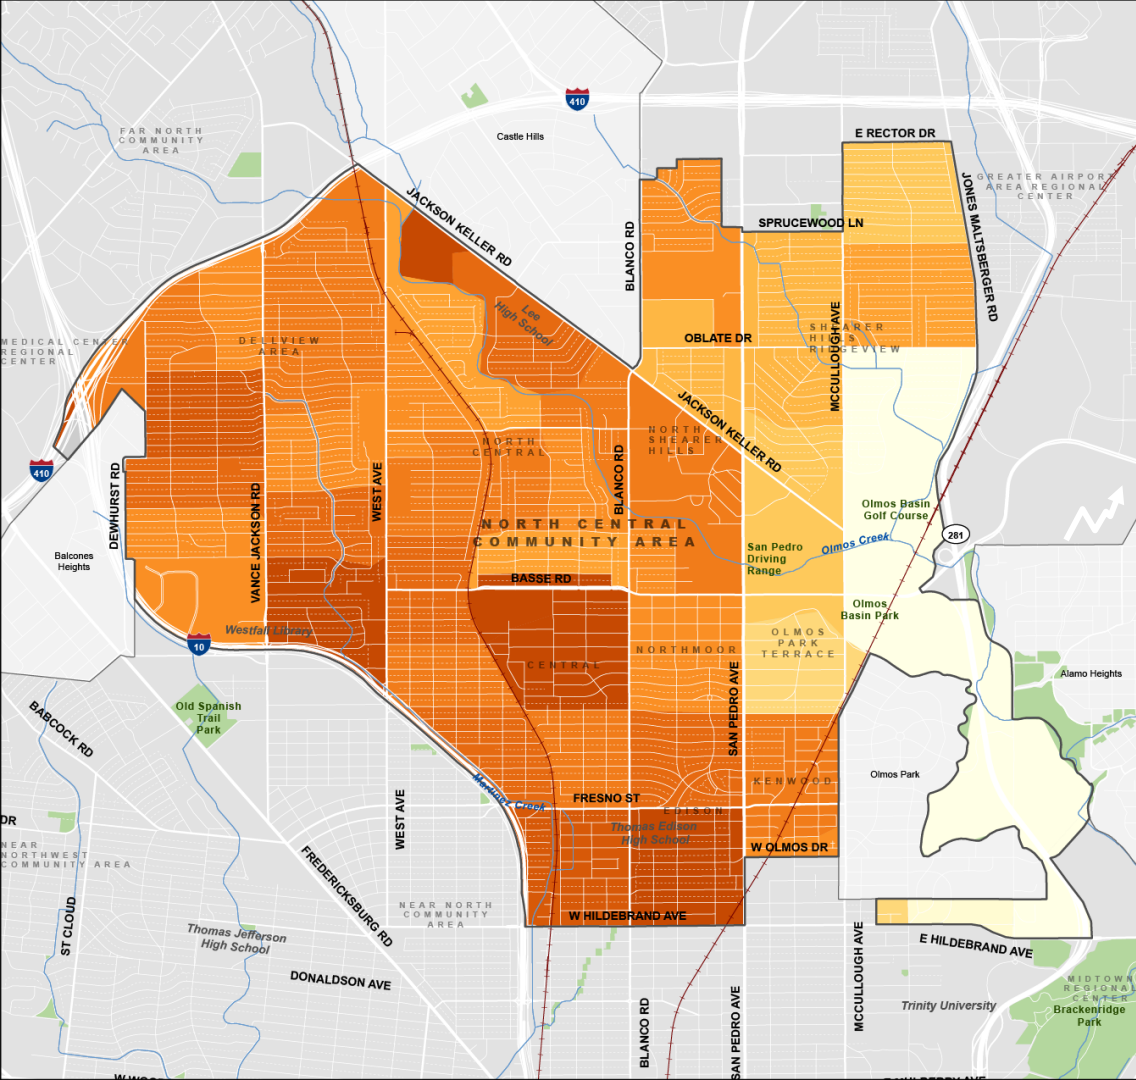 410
Castle Hills
E RECTOR DR
FAR NORTH
COMMUNITY
AREA
GREATER AIRPORT
AREA REGIONAL
CENTER
JACKSON KELLER RD
BLANCO RD
SPRUCEWOOD LN
JONES MALTSBERGER RD
Lee
High School
MEDICAL CENTER
REGIONAL
CENTER
DELLVIEW
AREA
OBLATE DR
MCCULLOUGH AVE
SHEARER
HILLS
RIDGEVIEW
JACKSON KELLER RD
NORTH
SHEARER
HILLS
NORTH
CENTRAL
410
DEWHURST RD
VANCE JACKSON RD
WEST AVE
BLANCO RD
NORTH CENTRAL
COMMUNITY AREA
Olmos Basin
Golf Course
281
Olmos Creek
San Pedro
Driving
Range
Balcones
Heights
BASSE RD
Olmos
Basin Park
Westfall Library
10
OLMOS
PARK
TERRACE
CENTRAL
NORTHMOOR
SAN PEDRO AVE
Alamo Heights
Old Spanish
Trail
Park
BABCOCK RD
Olmos Park
KENWOOD
Martinez Creek
FRESNO ST
EDISON
Thomas Edison
High School
W OLMOS DR
WEST AVE
DR
NEAR
NORTHWEST
COMMUNITY AREA
FREDERICKSBURG RD
NEAR NORTH
COMMUNITY
AREA
W HILDEBRAND AVE
ST CLOUD
Thomas Jefferson
High School
E HILDEBRAND AVE
MCCULLOUGH AVE
DONALDSON AVE
MIDTOWN
REGIONAL
CENTER
Brackenridge
Park
Trinity University
BLANCO RD
SAN PEDRO AVE